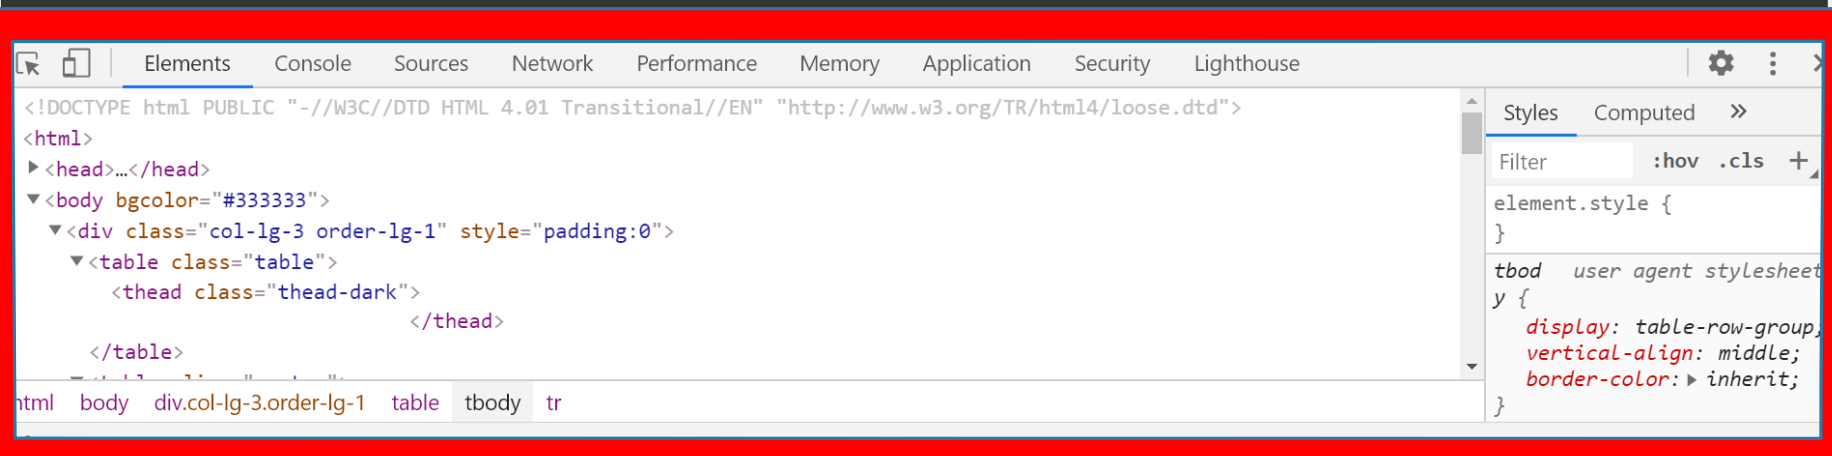 Elements Console Sources Network Performance Memory Application Security Lighthouse
<!DOCTYPE html PUBLIC "-//W3C//DTD HTML 4.01 Transitional//EN" "http://www.w3.org/TR/html4/loose.dtd">
<html>
<head>…</head>
<body bgcolor="#333333">
<div class="col-lg-3 order-lg-1" style="padding:0">
<table class="table">
<thead class="thead-dark">
</thead>
</table>
html body div.col-lg-3.order-lg-1 table tbody tr
Styles Computed »
Filter :hov .cls +
element.style {
}
tbod user agent stylesheet
y {
display: table-row-group;
vertical-align: middle;
border-color: inherit;
}